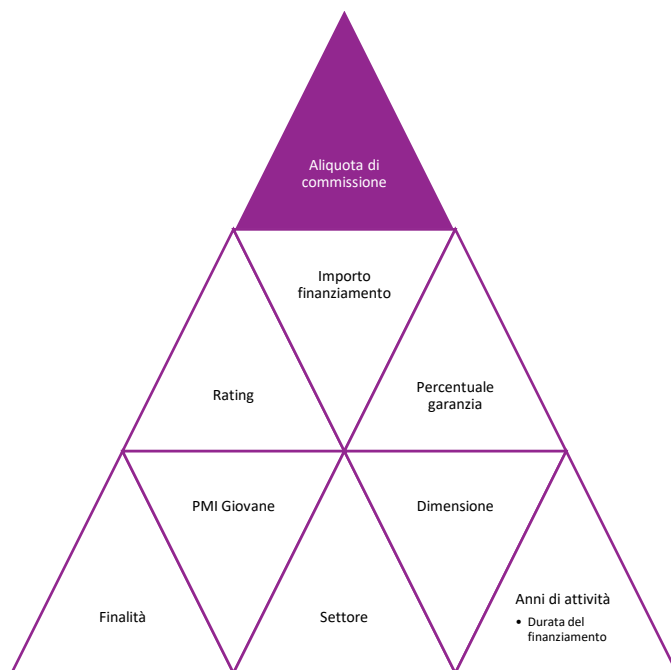 Aliquota di
commissione
Importo
finanziamento
Rating
Percentuale
garanzia
PMI Giovane
Dimensione
Finalità
Settore
Anni di attività
• Durata del
finanziamento